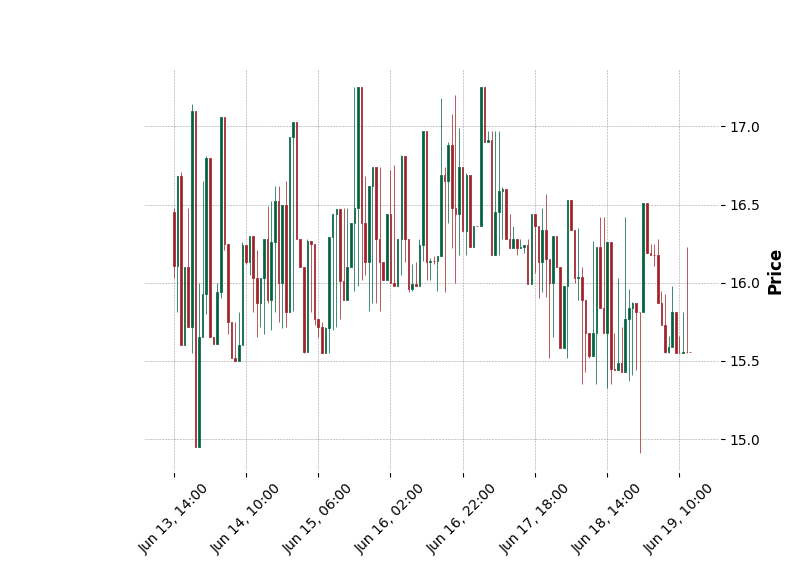 17.0
16.5
16.0
15.5
15.0
Price
Jun 13, 14:00
Jun 14, 10:00
Jun 15, 06:00
Jun 16, 02:00
Jun 16, 22:00
Jun 17, 18:00
Jun 18, 14:00
Jun 19, 10:00